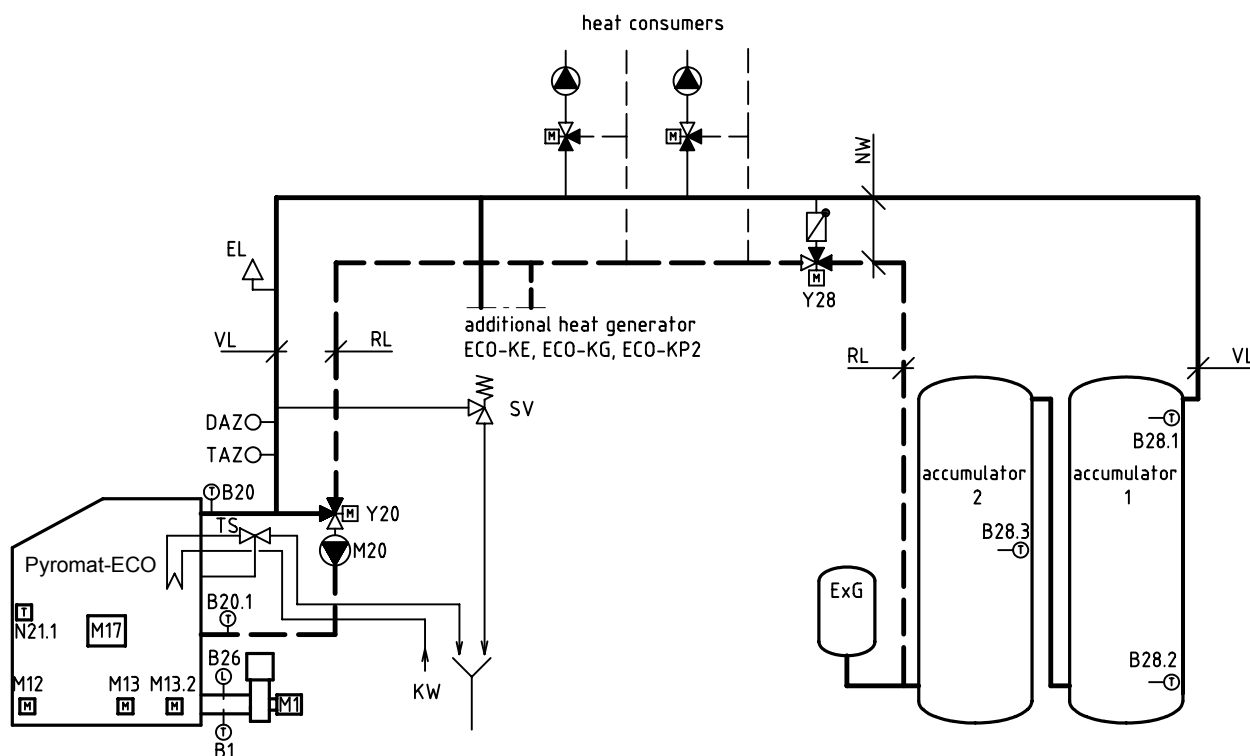 heat consumers
M
M
NW
EL
Y28
M
additional heat generator
ECO-KE, ECO-KG, ECO-KP2
VL
RL
RL
VL
SV
DAZ
TAZ
B28.1
T
accumulator
2
accumulator
1
T B20
M Y20
TS
M20
B28.3
T
Pyromat-ECO
ExG
B20.1
T
T
N21.1
M17
B26
L
B28.2
T
M12
M
M13
M
M13.2
M
M1
KW
T
B1